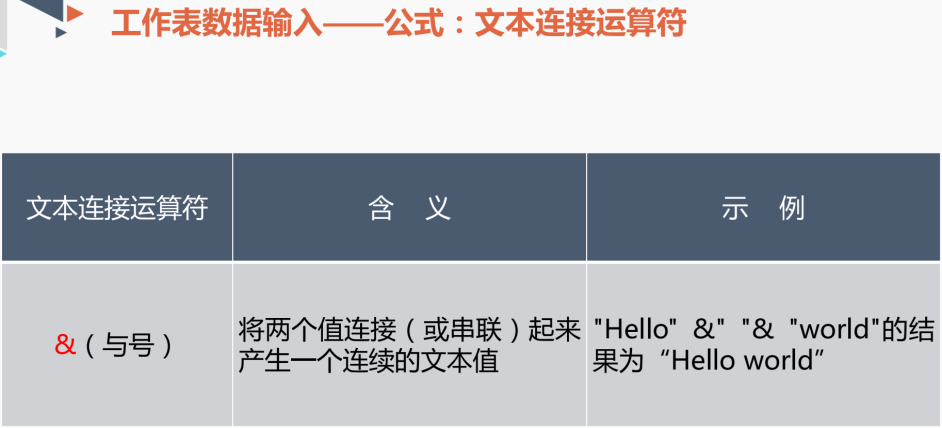 工作表数据输入——公式：文本连接运算符
文本连接运算符
含 义
示 例
&（与号）
将两个值连接（或串联）起来
产生一个连续的文本值
"Hello" &" "& "world"的结
果为“Hello world”